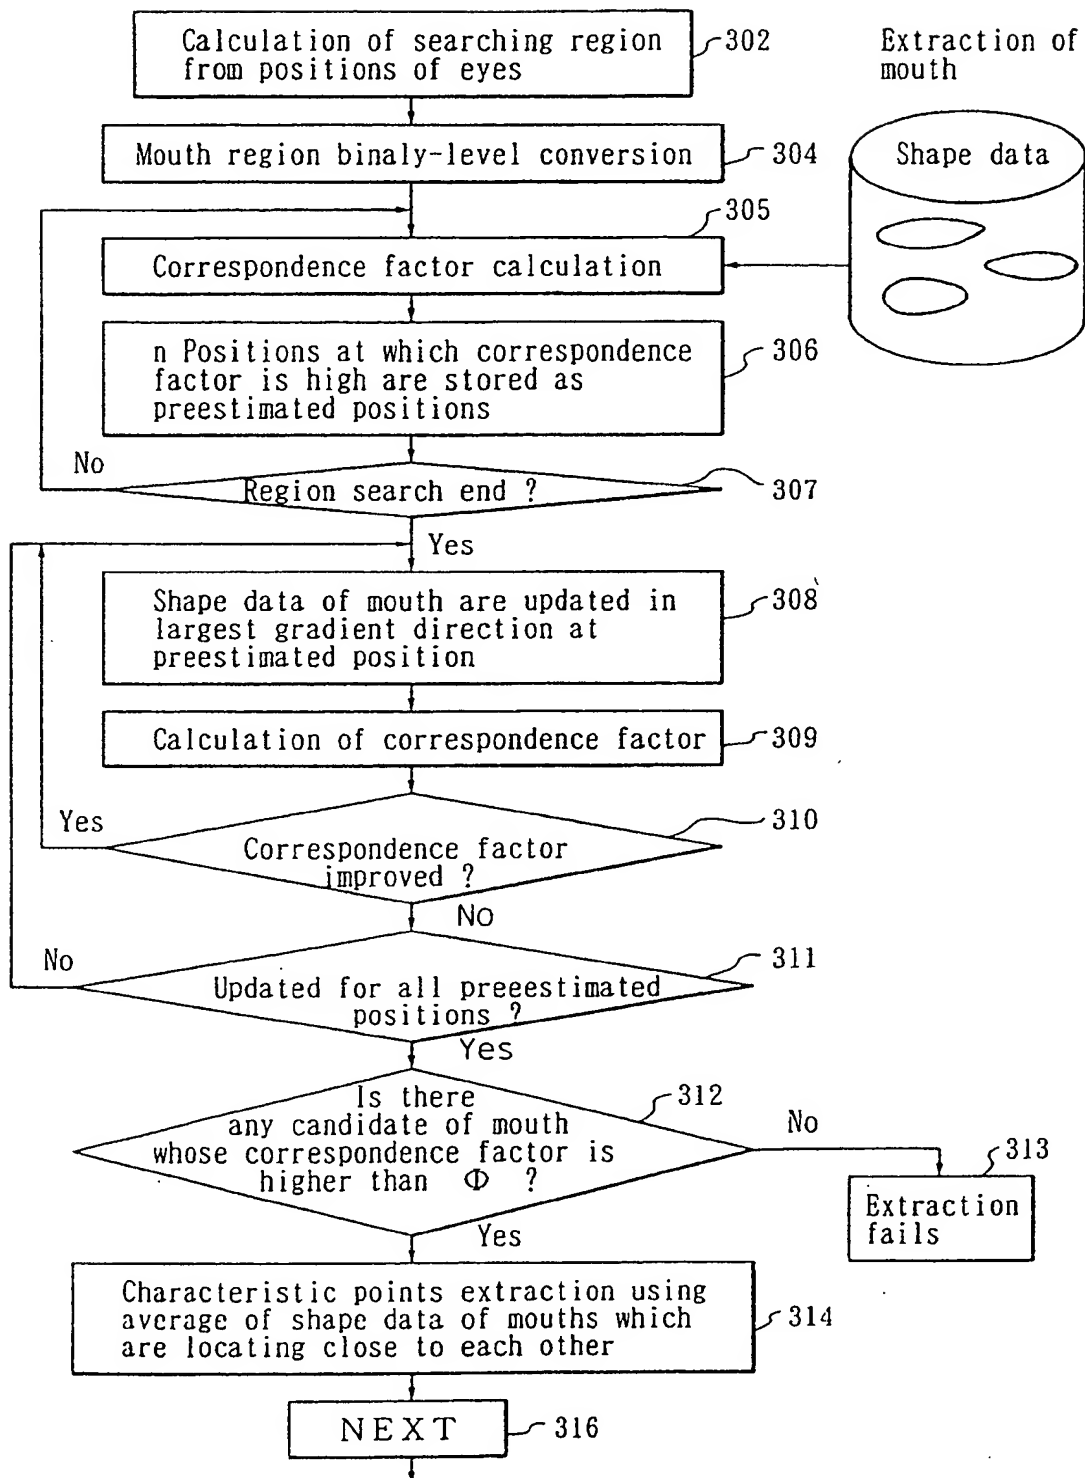 Calculation of searching region
from positions of eyes
302
Extraction of
mouth
Mouth region binaly-level conversion
304
Shape data
305
Correspondence factor calculation
n Positions at which correspondence
factor is high are stored as
preestimated positions
306
No
Region search end ?
307
Yes
Shape data of mouth are updated in
largest gradient direction at
preestimated position
308
Calculation of correspondence factor
309
Yes
Correspondence factor
improved ?
310
No
No
Updated for all preeestimated
positions ?
311
Yes
Is there
any candidate of mouth
whose correspondence factor is
higher than Φ ?
312
No
313
Extraction
fails
Yes
Characteristic points extraction using
average of shape data of mouths which
are locating close to each other
314
NEXT
316